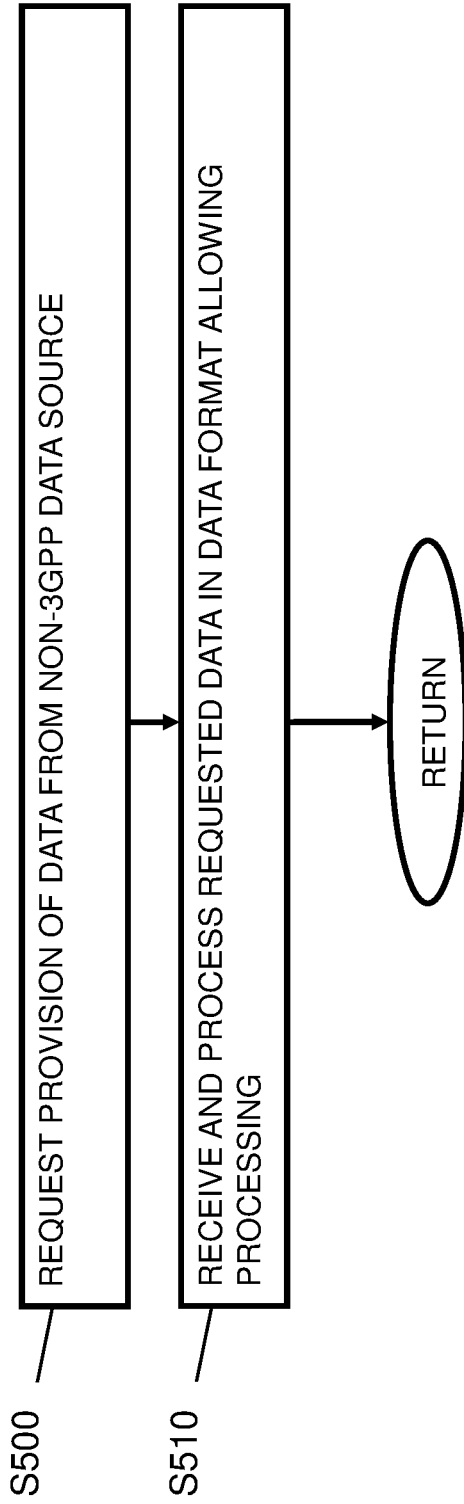 S500
REQUEST PROVISION OF DATA FROM NON-3GPP DATA SOURCE
S510
RECEIVE AND PROCESS REQUESTED DATA IN DATA FORMAT ALLOWING
PROCESSING
RETURN